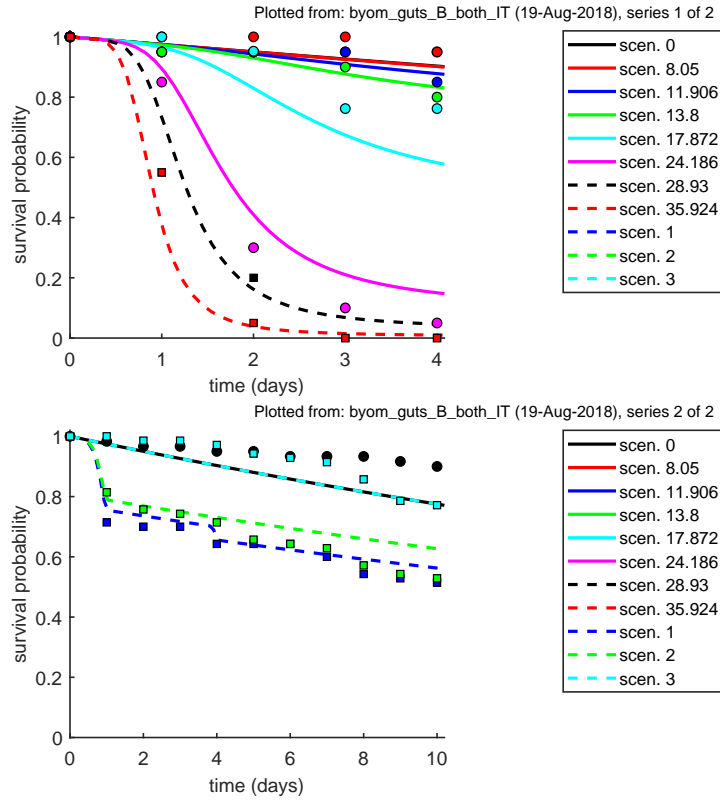 Plotted from: byom_guts_B_both_IT (19-Aug-2018), series 1 of 2
survival probability
1
0.8
0.6
0.4
0.2
0
0 1 2 3 4
time (days)
scen. 0
scen. 8.05
scen. 11.906
scen. 13.8
scen. 17.872
scen. 24.186
scen. 28.93
scen. 35.924
scen. 1
scen. 2
scen. 3
Plotted from: byom_guts_B_both_IT (19-Aug-2018), series 2 of 2
survival probability
1
0.8
0.6
0.4
0.2
0
0 2 4 6 8 10
time (days)
scen. 0
scen. 8.05
scen. 11.906
scen. 13.8
scen. 17.872
scen. 24.186
scen. 28.93
scen. 35.924
scen. 1
scen. 2
scen. 3